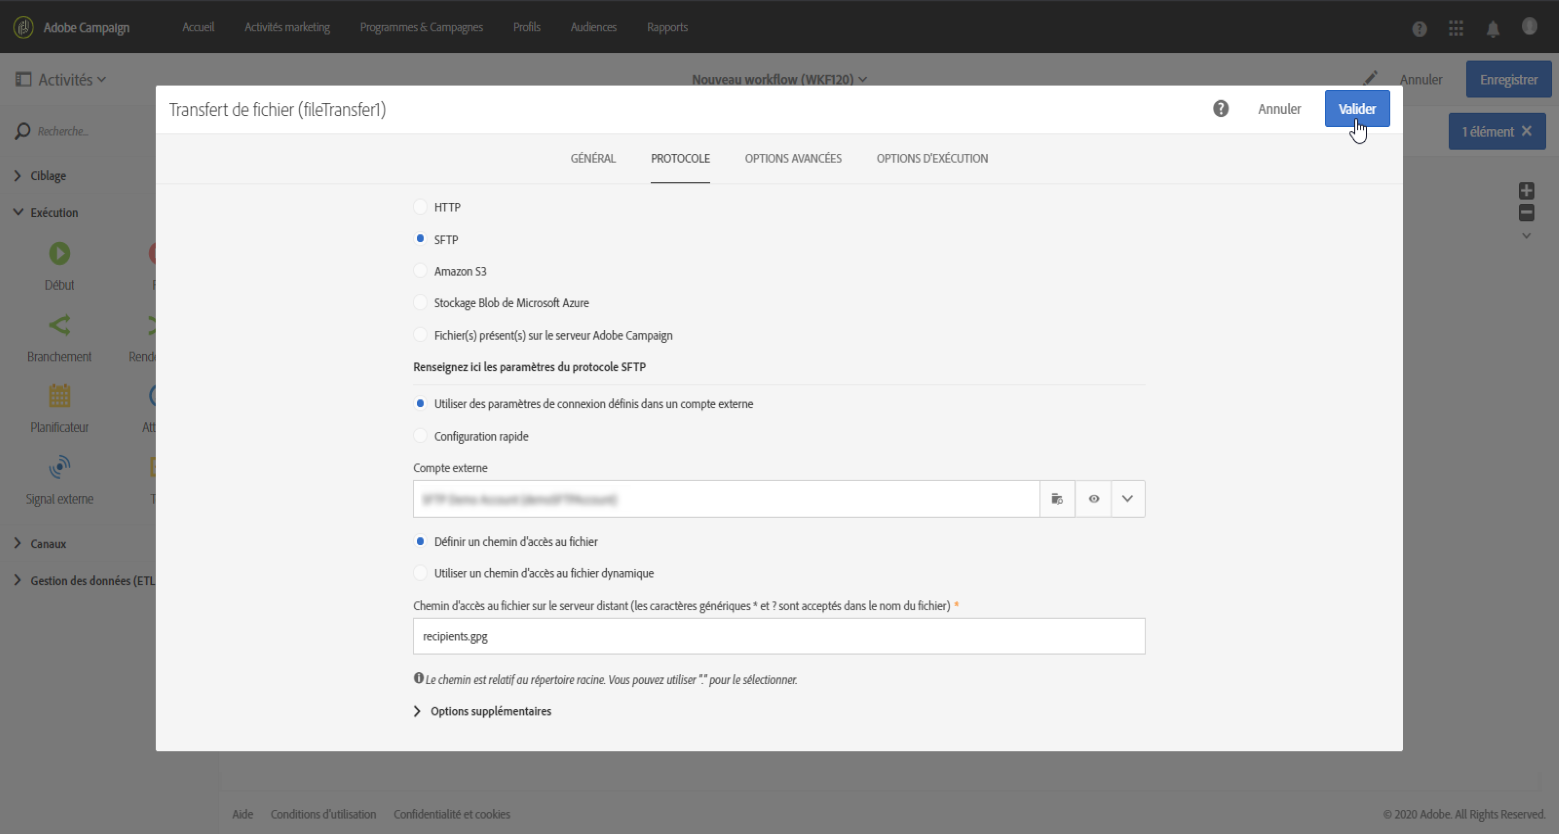 Adobe Campaign Accueil Activités marketing Programmes & Campagnes Profils Audiences Rapports
Activités Nouveau workflow (WKF120) Annuler Enregistrer
Transfert de fichier (fileTransfer1) Annuler Valider
Recherche... 1 élément
GÉNÉRAL PROTOCOLE OPTIONS AVANCÉES OPTIONS D'EXÉCUTION
Ciblage
Exécution
Début
Branchement Rend
Planificateur Att
Signal externe T
Canaux
Gestion des données (ETL
HTTP
SFTP
Amazon S3
Stockage Blob de Microsoft Azure
Fichier(s) présent(s) sur le serveur Adobe Campaign
Renseignez ici les paramètres du protocole SFTP
Utiliser des paramètres de connexion définis dans un compte externe
Configuration rapide
Compte externe
Définir un chemin d'accès au fichier
Utiliser un chemin d'accès au fichier dynamique
Chemin d'accès au fichier sur le serveur distant (les caractères génériques * et ? sont acceptés dans le nom du fichier) *
recipients.gpg
Le chemin est relatif au répertoire racine. Vous pouvez utiliser "." pour le sélectionner.
Options supplémentaires
Aide Conditions d'utilisation Confidentialité et cookies © 2020 Adobe. All Rights Reserved.